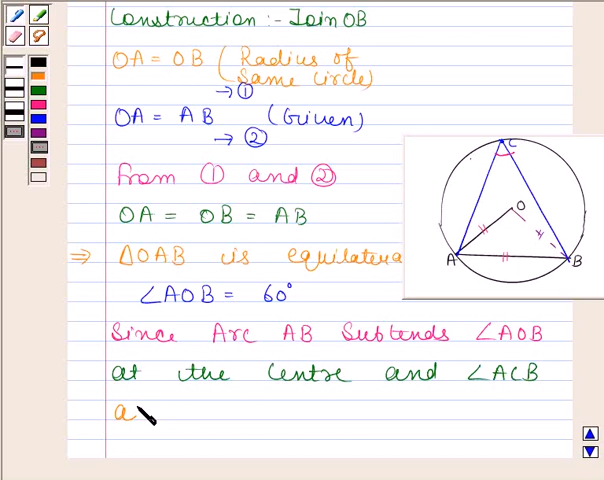 Construction :- Join OB
OA = OB ( Radius of
Same Circle)
→ ①
OA = AB (Given)
→ ②
From ① and ②
OA = OB = AB
⇒ △OAB is equilatera
∠AOB = 60°
Since Arc AB Subtends ∠AOB
at the Centre and ∠ACB
a
C
O
A
B